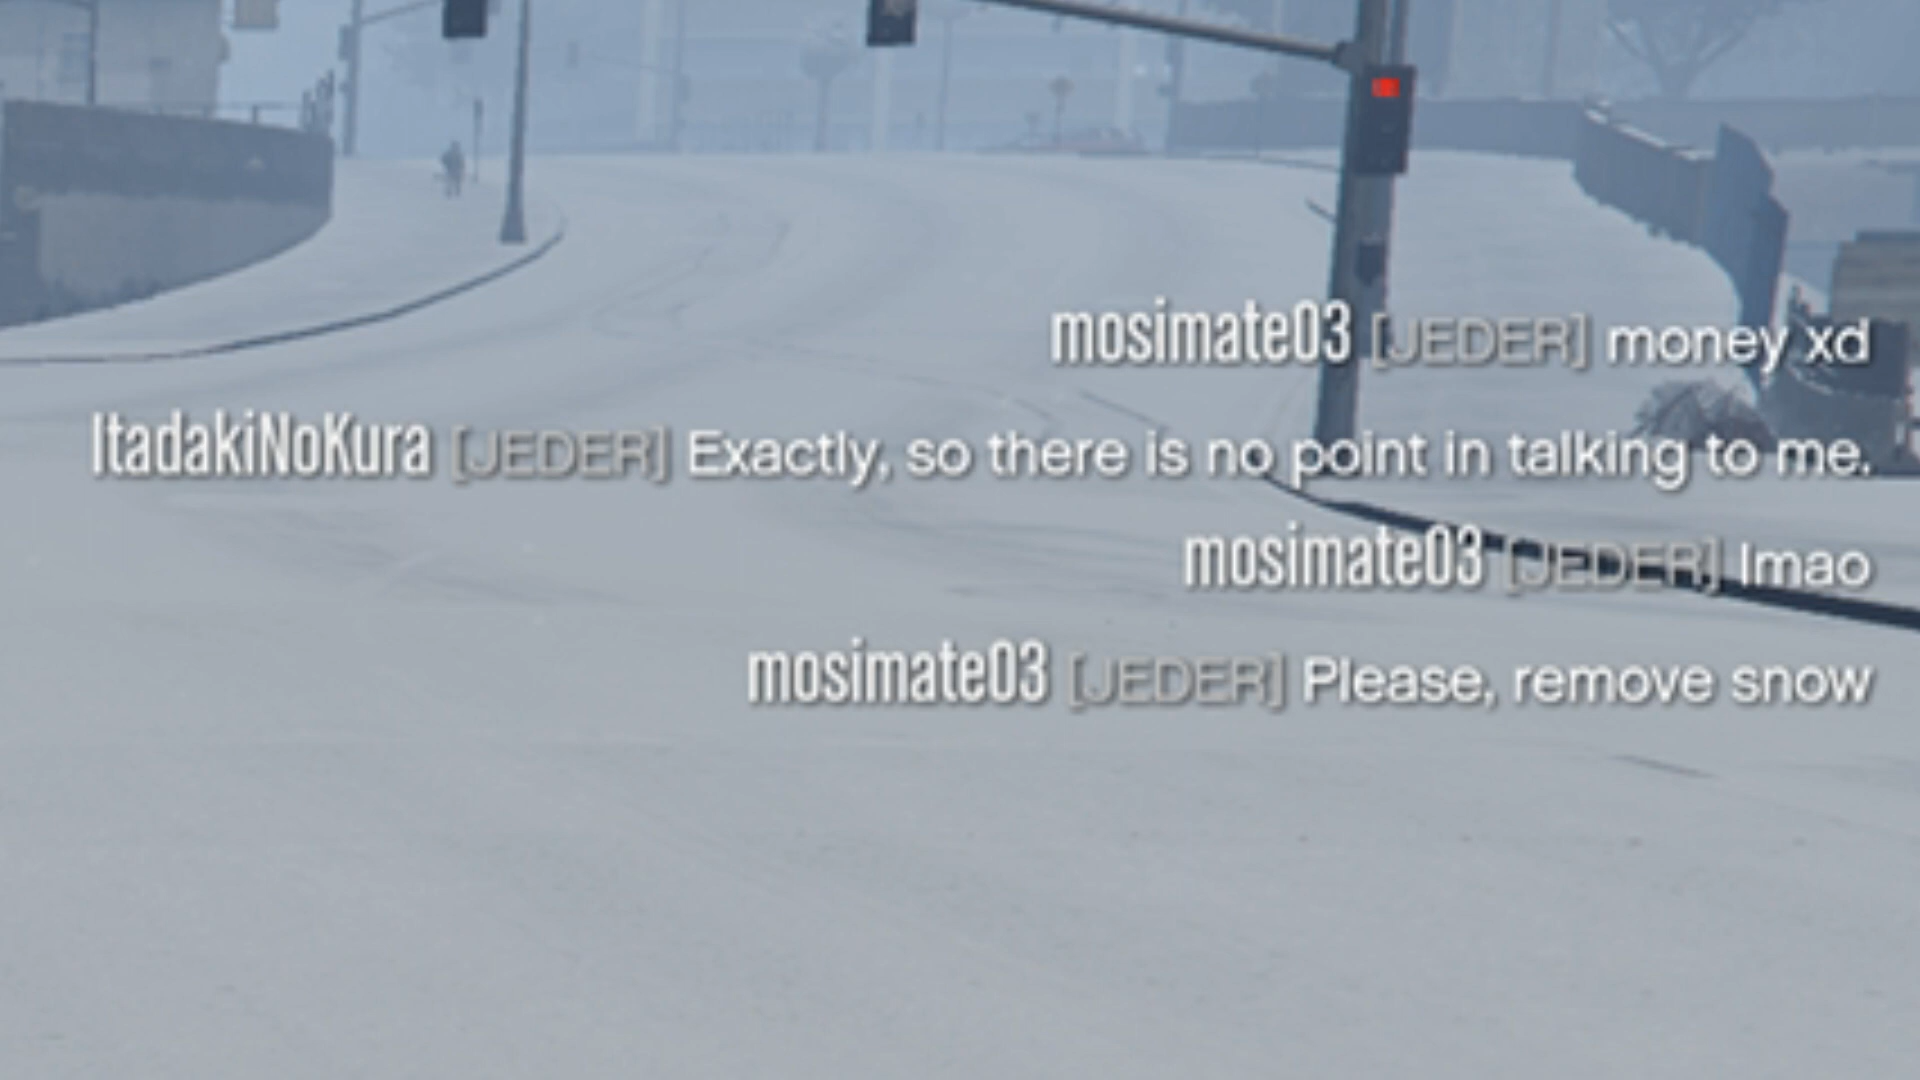 mosimate03 [JEDER] money xd
ItadakiNoKura [JEDER] Exactly, so there is no point in talking to me.
mosimate03 [JEDER] lmao
mosimate03 [JEDER] Please, remove snow